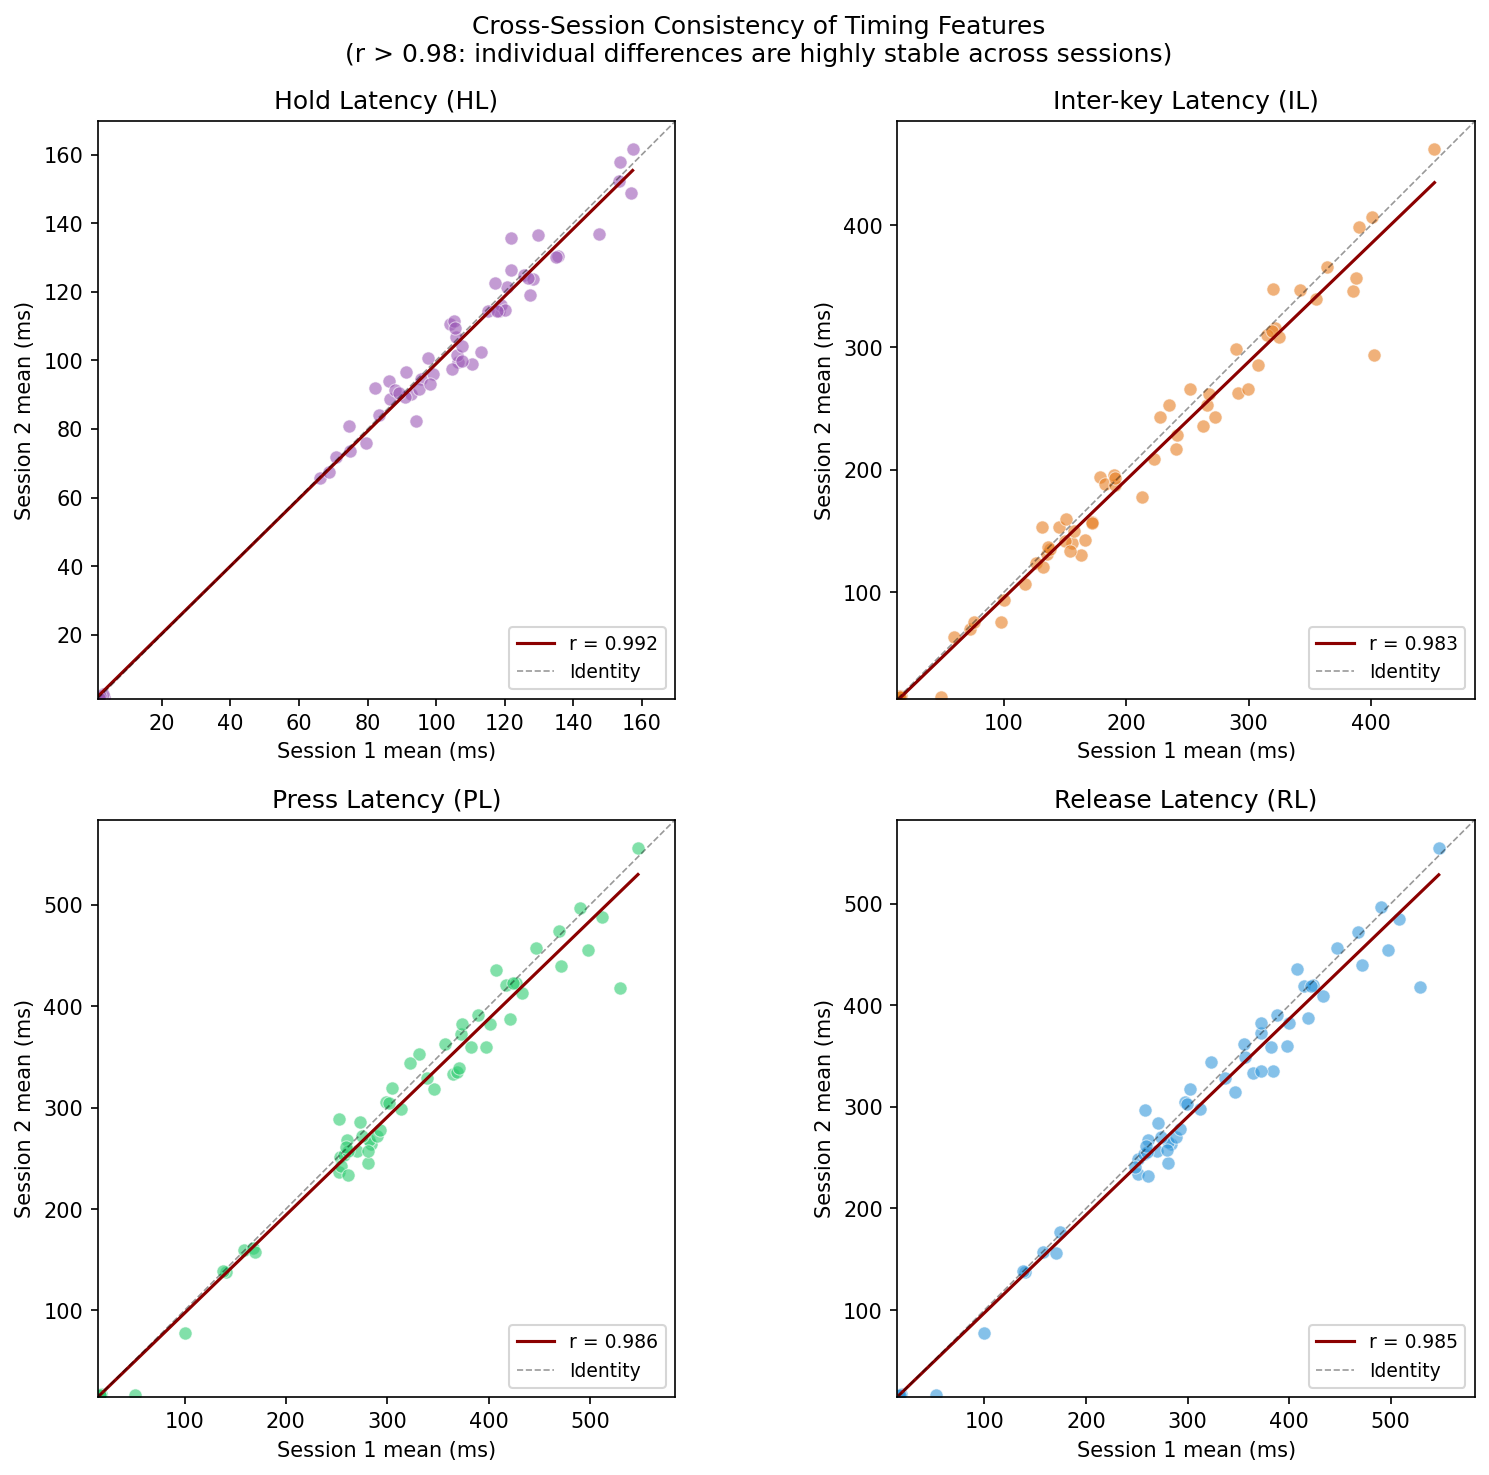 Cross-Session Consistency of Timing Features
(r > 0.98: individual differences are highly stable across sessions)
Hold Latency (HL)
Session 2 mean (ms)
160
140
120
100
80
60
40
20
20 40 60 80 100 120 140 160
Session 1 mean (ms)
r = 0.992
Identity
Inter-key Latency (IL)
Session 2 mean (ms)
400
300
200
100
100 200 300 400
Session 1 mean (ms)
r = 0.983
Identity
Press Latency (PL)
Session 2 mean (ms)
500
400
300
200
100
100 200 300 400 500
Session 1 mean (ms)
r = 0.986
Identity
Release Latency (RL)
Session 2 mean (ms)
500
400
300
200
100
100 200 300 400 500
Session 1 mean (ms)
r = 0.985
Identity